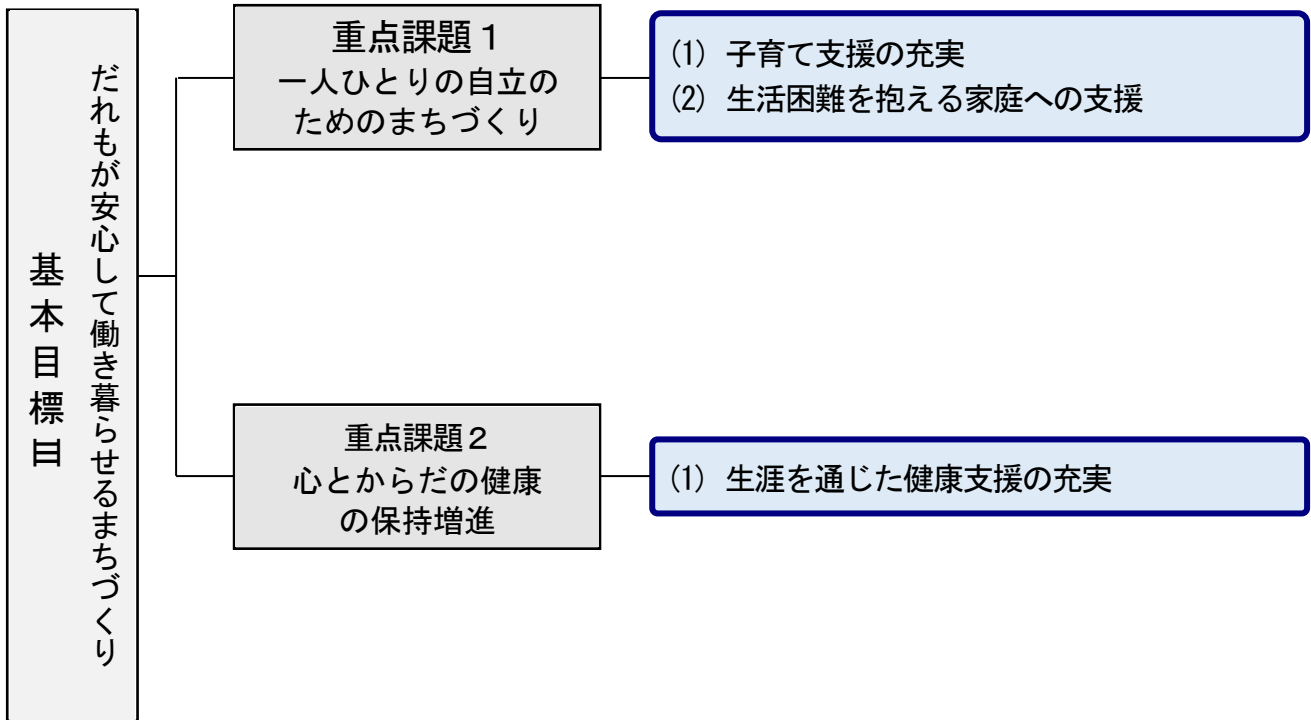 基本目標Ⅲ
だれもが安心して働き暮らせるまちづくり
重点課題１
一人ひとりの自立の
ためのまちづくり
(1) 子育て支援の充実
(2) 生活困難を抱える家庭への支援
重点課題２
心とからだの健康
の保持増進
(1) 生涯を通じた健康支援の充実